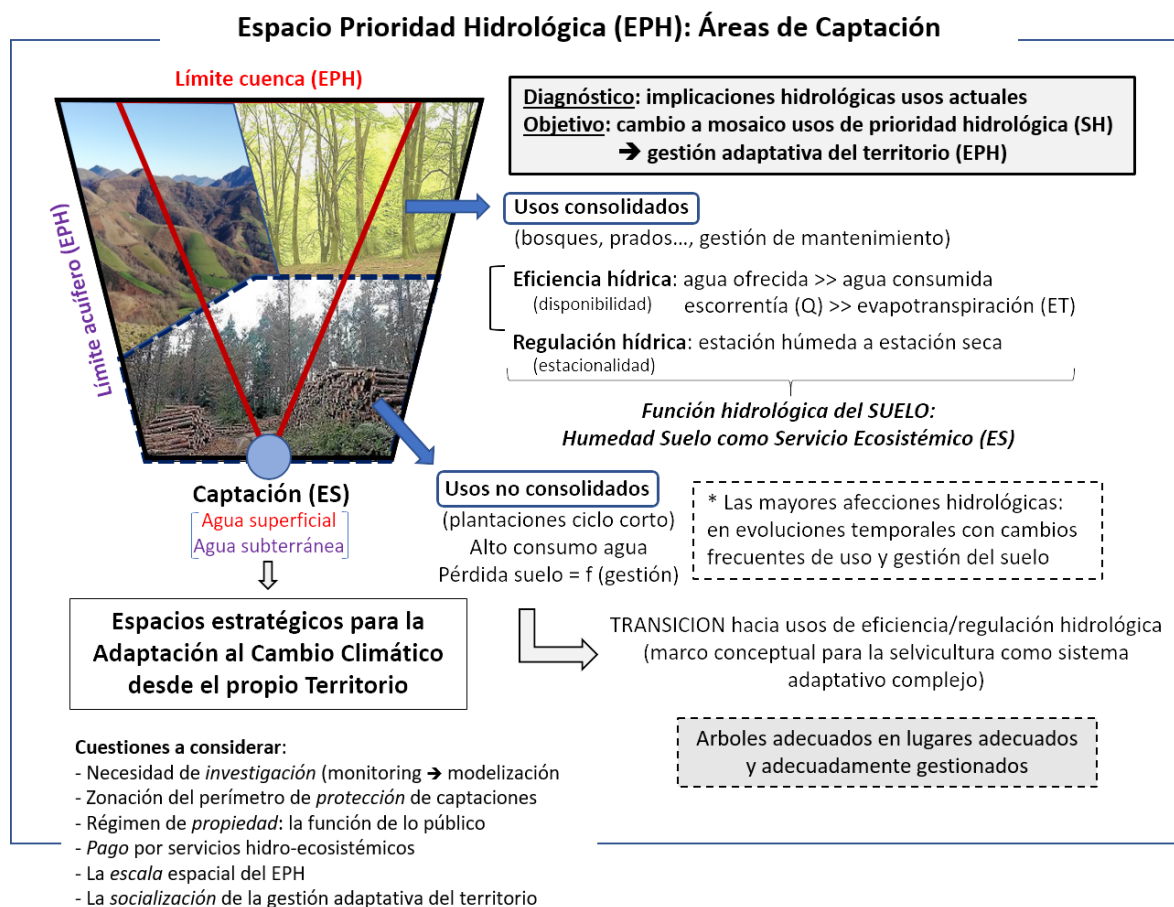 Espacio Prioridad Hidrológica (EPH): Áreas de Captación
Límite cuenca (EPH)
Límite acuífero (EPH)
Diagnóstico: implicaciones hidrológicas usos actuales
Objetivo: cambio a mosaico usos de prioridad hidrológica (SH)
➔ gestión adaptativa del territorio (EPH)
Usos consolidados
(bosques, prados..., gestión de mantenimiento)
Eficiencia hídrica: agua ofrecida >> agua consumida
(disponibilidad) escorrentía (Q) >> evapotranspiración (ET)
Regulación hídrica: estación húmeda a estación seca
(estacionalidad)
Función hidrológica del SUELO:
Humedad Suelo como Servicio Ecosistémico (ES)
Captación (ES)
Agua superficial
Agua subterránea
Usos no consolidados
(plantaciones ciclo corto)
Alto consumo agua
Pérdida suelo = f (gestión)
* Las mayores afecciones hidrológicas:
en evoluciones temporales con cambios
frecuentes de uso y gestión del suelo
Espacios estratégicos para la
Adaptación al Cambio Climático
desde el propio Territorio
TRANSICION hacia usos de eficiencia/regulación hidrológica
(marco conceptual para la selvicultura como sistema
adaptativo complejo)
Arboles adecuados en lugares adecuados
y adecuadamente gestionados
Cuestiones a considerar:
- Necesidad de investigación (monitoring ➔ modelización
- Zonación del perímetro de protección de captaciones
- Régimen de propiedad: la función de lo público
- Pago por servicios hidro-ecosistémicos
- La escala espacial del EPH
- La socialización de la gestión adaptativa del territorio